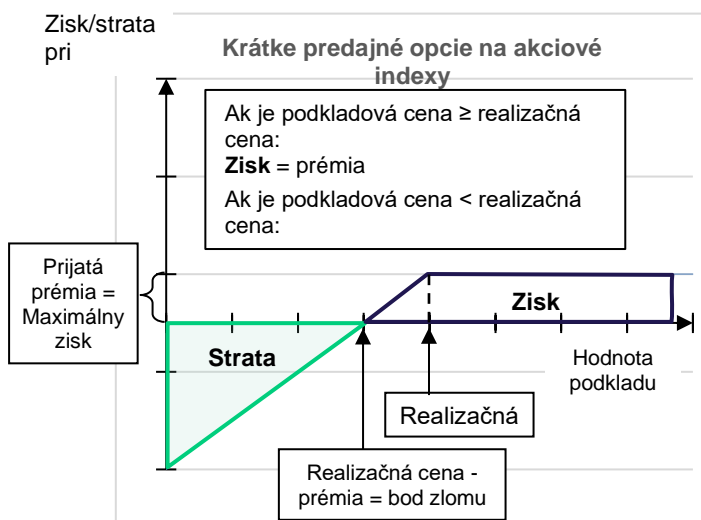 Zisk/strata
pri
Krátke predajné opcie na akciové
indexy
Ak je podkladová cena ≥ realizačná
cena:
Zisk = prémia
Ak je podkladová cena < realizačná
cena:
Prijatá
prémia =
Maximálny
zisk
Zisk
Strata
Hodnota
podkladu
Realizačná
Realizačná cena -
prémia = bod zlomu